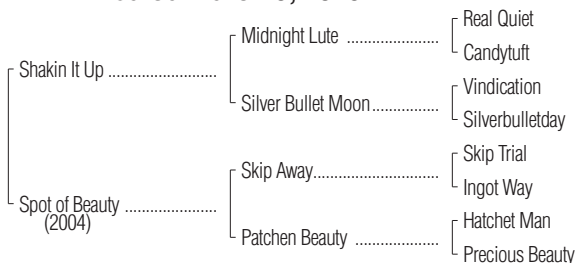 Real Quiet
Midnight Lute ..................
Candytuft
Shakin It Up .....................
Vindication
Silver Bullet Moon................
Silverbulletday
Skip Trial
Skip Away........................
Ingot Way
Spot of Beauty ..................
(2004)
Hatchet Man
Patchen Beauty ................
Precious Beauty